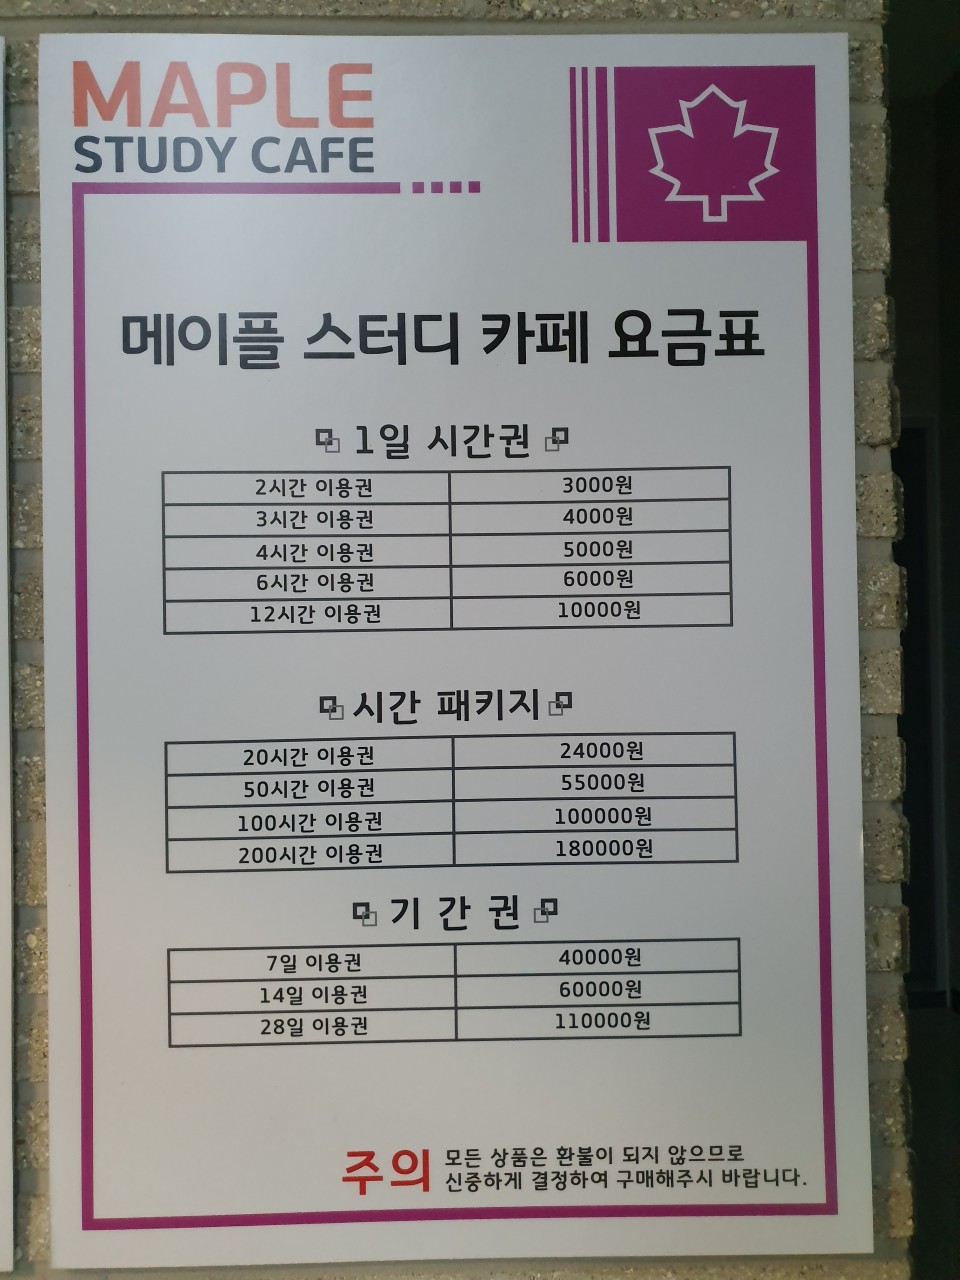 MAPLE
STUDY CAFE
메이플 스터디 카페 요금표
1일 시간권
2시간 이용권 3000원
3시간 이용권 4000원
4시간 이용권 5000원
6시간 이용권 6000원
12시간 이용권 10000원
시간 패키지
20시간 이용권 24000원
50시간 이용권 55000원
100시간 이용권 100000원
200시간 이용권 180000원
기 간 권
7일 이용권 40000원
14일 이용권 60000원
28일 이용권 110000원
주의 모든 상품은 환불이 되지 않으므로
신중하게 결정하여 구매해주시 바랍니다.